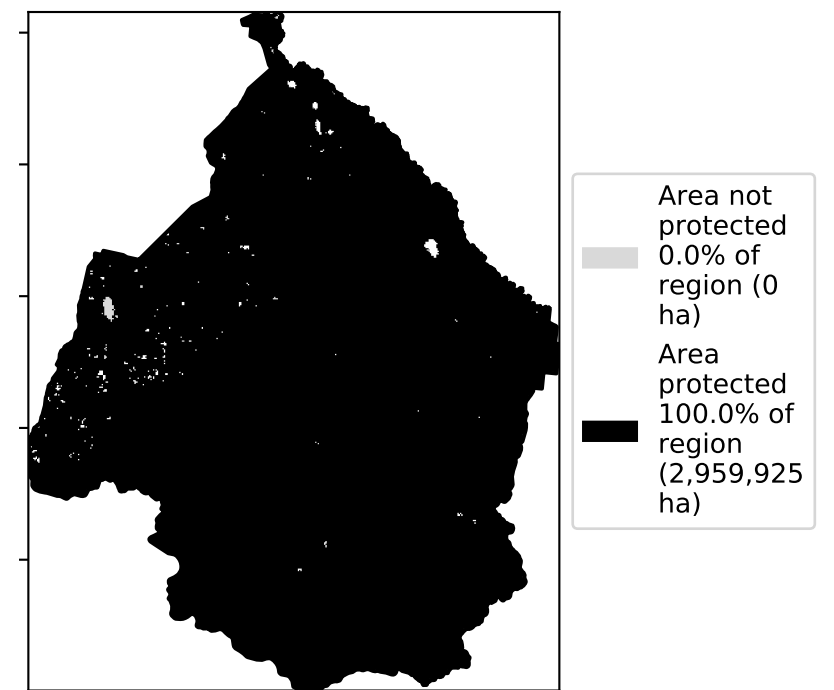 Area not
protected
0.0% of
region (0
ha)
Area
protected
100.0% of
region
(2,959,925
ha)